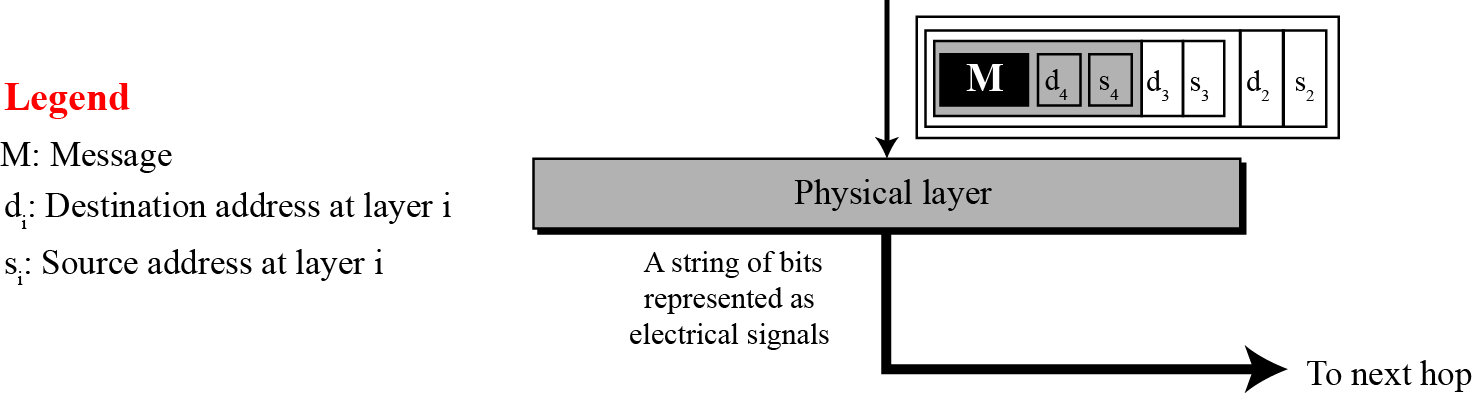 M d4 s4 d3 s3 d2 s2
Legend
M: Message
di: Destination address at layer i
si: Source address at layer i
Physical layer
A string of bits
represented as
electrical signals
To next hop